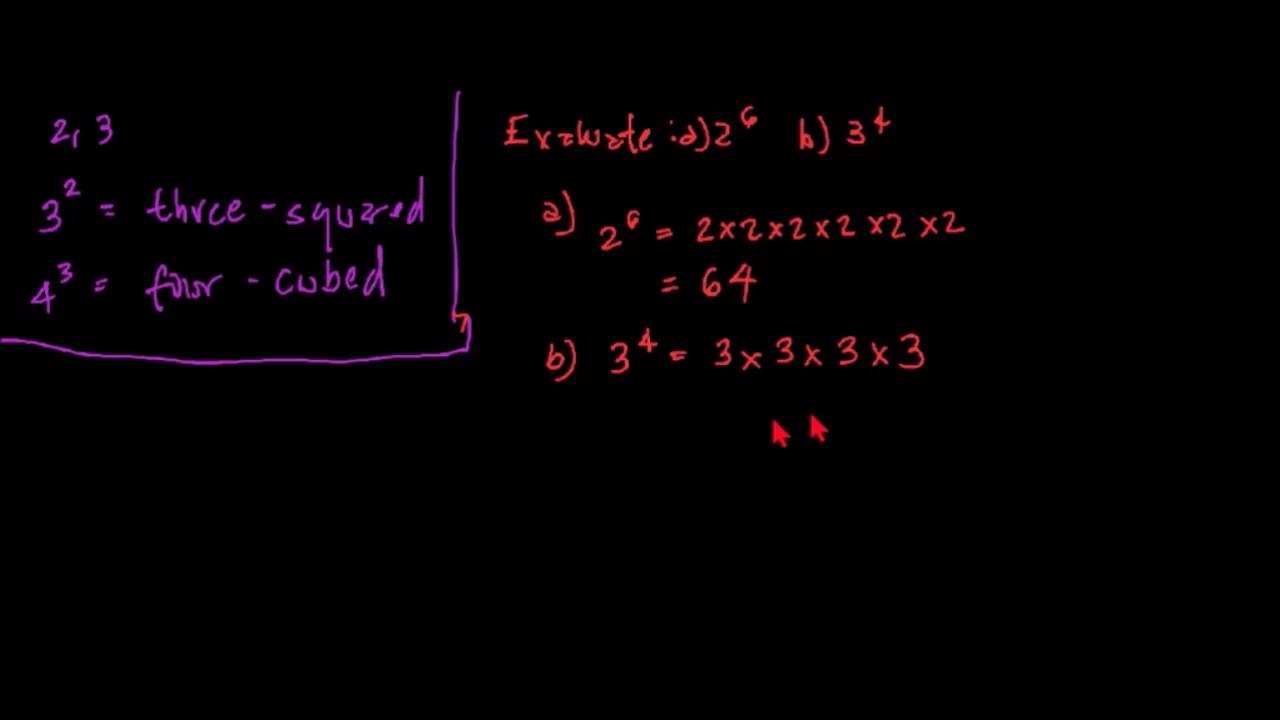 2, 3
3² = three-squared
4³ = four-cubed
Evaluate : a) 2⁶ b) 3⁴
a) 2⁶ = 2×2×2×2×2×2
= 64
b) 3⁴ = 3×3×3×3